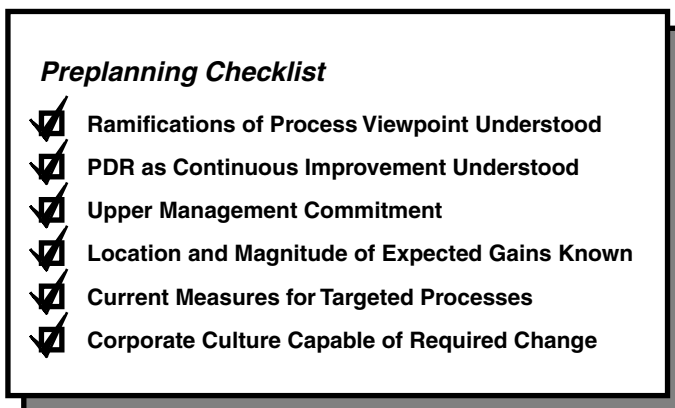 Preplanning Checklist
Ramifications of Process Viewpoint Understood
PDR as Continuous Improvement Understood
Upper Management Commitment
Location and Magnitude of Expected Gains Known
Current Measures for Targeted Processes
Corporate Culture Capable of Required Change